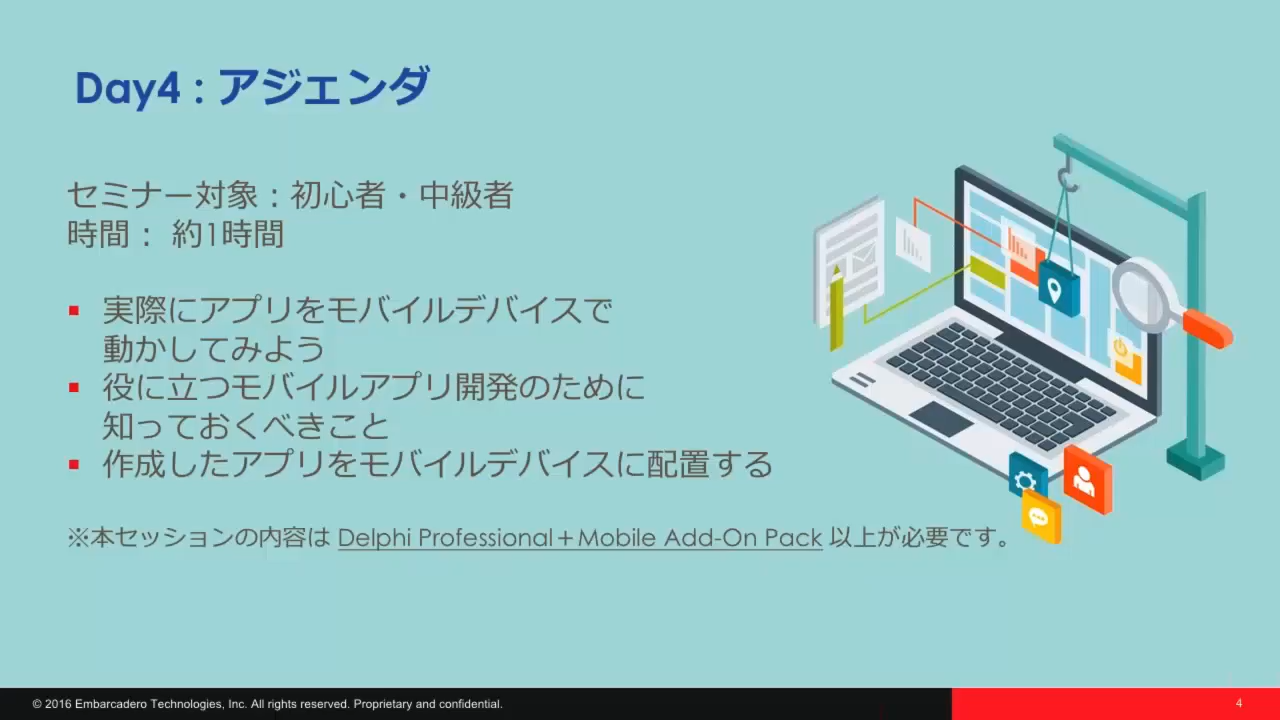 Day4 : アジェンダ
セミナー対象：初心者・中級者
時間： 約1時間
▪ 実際にアプリをモバイルデバイスで
動かしてみよう
▪ 役に立つモバイルアプリ開発のために
知っておくべきこと
▪ 作成したアプリをモバイルデバイスに配置する
※本セッションの内容は Delphi Professional＋Mobile Add-On Pack 以上が必要です。
© 2016 Embarcadero Technologies, Inc. All rights reserved. Proprietary and confidential.
4